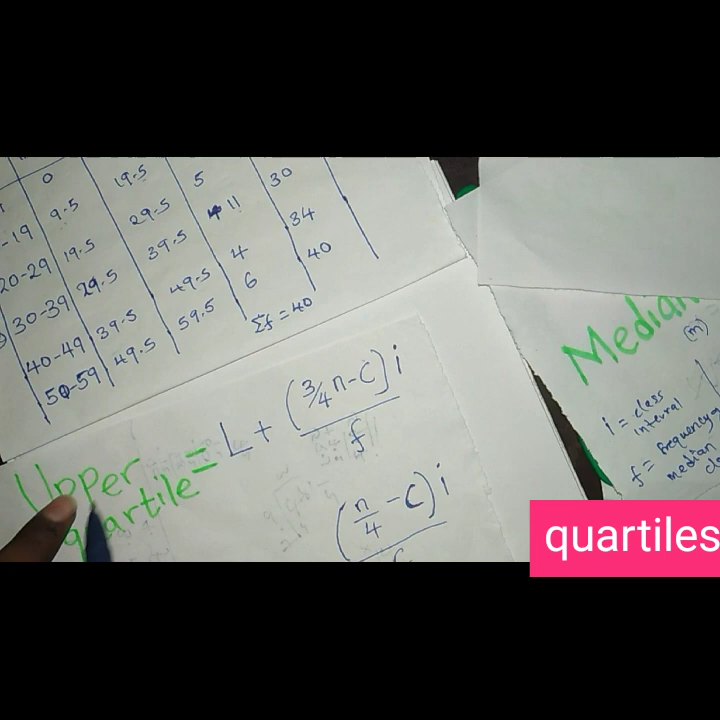 0 19.5 5 30
-19 9.5 29.5 11 34
20-29 19.5 39.5 4 40
30-39 29.5 49.5 6
40-49 39.5 59.5 Σf = 40
50-59 49.5
Upper quartile = L + (3/4n - C) i
f
(n/4 - C) i
Median
(m)
i = class
interval
f = frequency
median
quartiles